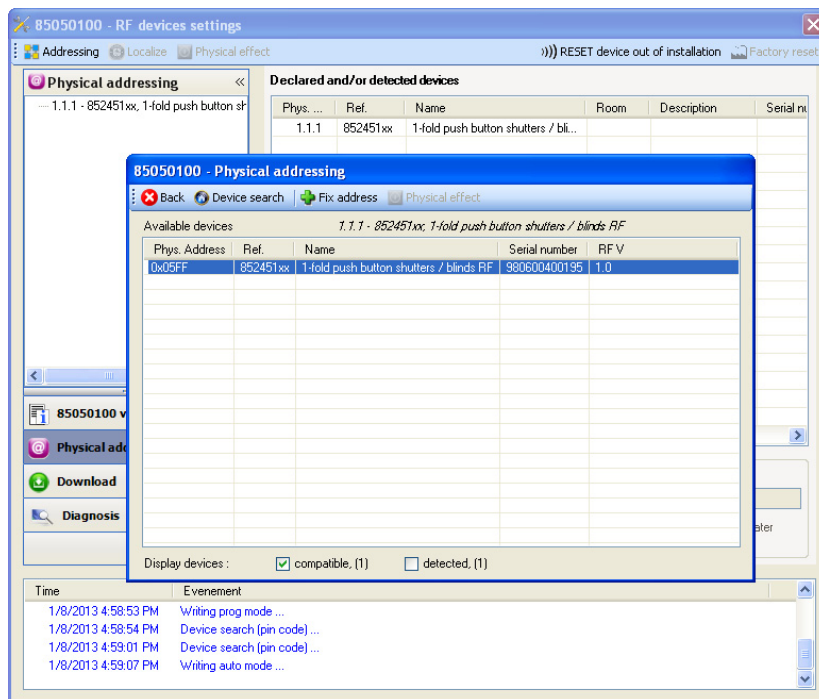 85050100 - RF devices settings
Addressing Localize Physical effect RESET device out of installation Factory reset
Physical addressing
Declared and/or detected devices
1.1.1 - 852451xx, 1-fold push button sh
Phys. ... Ref. Name Room Description Serial nu
1.1.1 852451xx 1-fold push button shutters / bli...
85050100 - Physical addressing
Back Device search Fix address Physical effect
Available devices 1.1.1 - 852451xx, 1-fold push button shutters / blinds RF
Phys. Address Ref. Name Serial number RF V
0x05FF 852451xx 1-fold push button shutters / blinds RF 980600400195 1.0
85050100 v
Physical add
Download
Diagnosis
ater
Display devices : compatible, (1) detected, (1)
Time Evenement
1/8/2013 4:58:53 PM Writing prog mode ...
1/8/2013 4:58:54 PM Device search (pin code) ...
1/8/2013 4:59:01 PM Device search (pin code) ...
1/8/2013 4:59:07 PM Writing auto mode ...